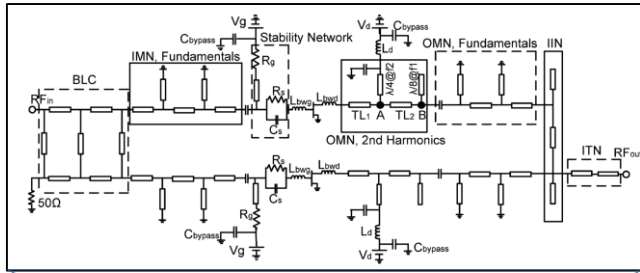 Vg
Cbypass
Rg
Stability Network
Vd
Cbypass
Ld
OMN, Fundamentals
IIN
IMN, Fundamentals
BLC
RFin
Rs
Cs
Lbwg
Lbwd
λ/4@f2
λ/8@f1
TL1
A
TL2
B
OMN, 2nd Harmonics
ITN
RFout
Rs
Cs
Lbwg
Lbwd
50Ω
Rg
Cbypass
Vg
Ld
Cbypass
Vd